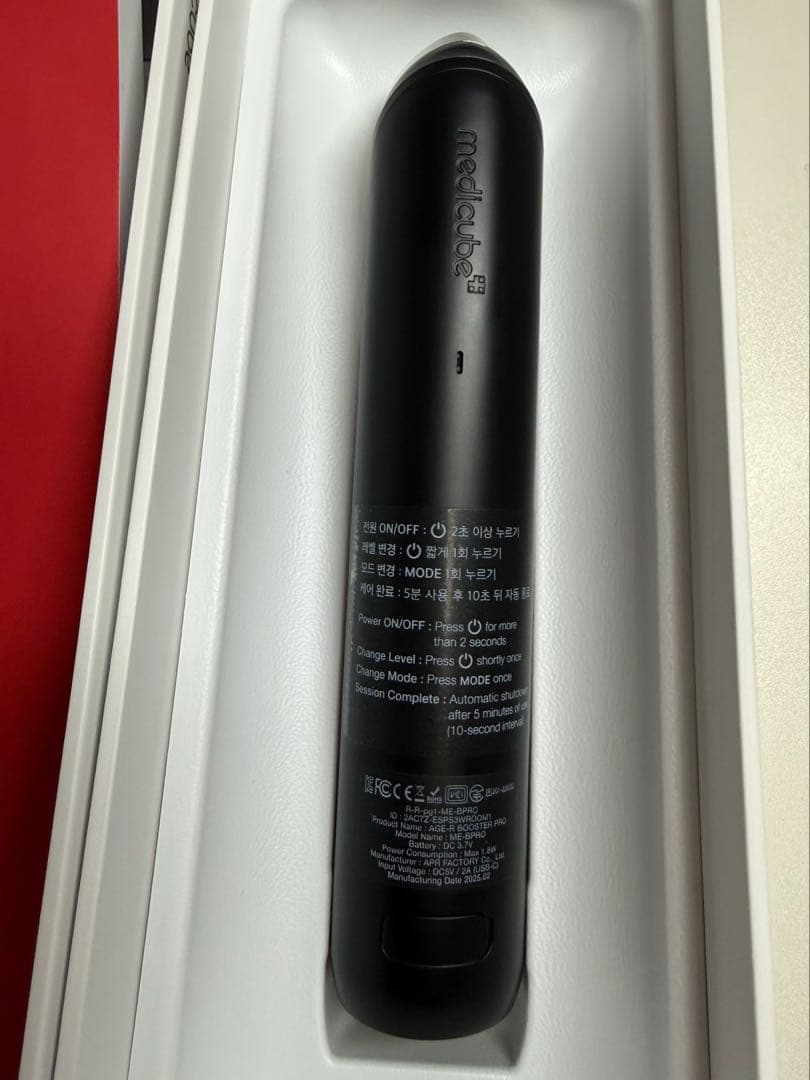 medicube
전원 ON/OFF : 2초 이상 누르기
레벨 변경 : 짧게 1회 누르기
모드 변경 : MODE 1회 누르기
케어 완료 : 5분 사용 후 10초 뒤 자동 종료
Power ON/OFF : Press for more
than 2 seconds
Change Level : Press shortly once
Change Mode : Press MODE once
Session Complete : Automatic shutdown
after 5 minutes of use
(10-second interval)
FC CE RoHS VCI
R-R-pg1-ME-BPRO
ID : 2AC7Z-ESPS3WROOM1
Product Name : AGE-R BOOSTER PRO
Model Name : ME-BPRO
Battery : DC 3.7V
Power Consumption : Max 1.8W
Manufacturer : APR FACTORY Co., Ltd.
Input Voltage : DC5V / 2A (USB-C)
Manufacturing Date 2025.02